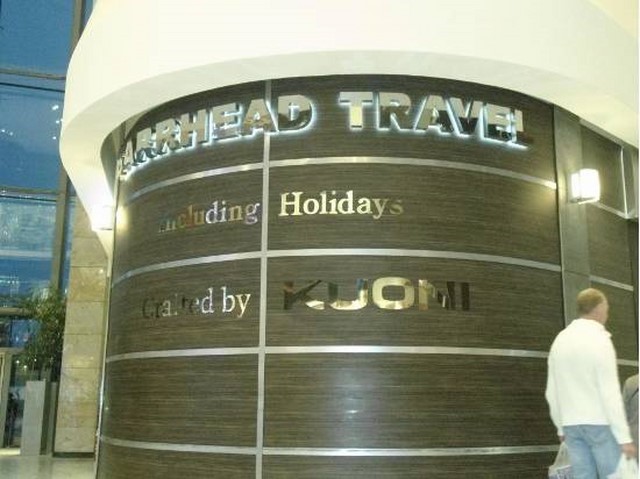 BARRHEAD TRAVEL
Including Holidays
Crafted by KUONI